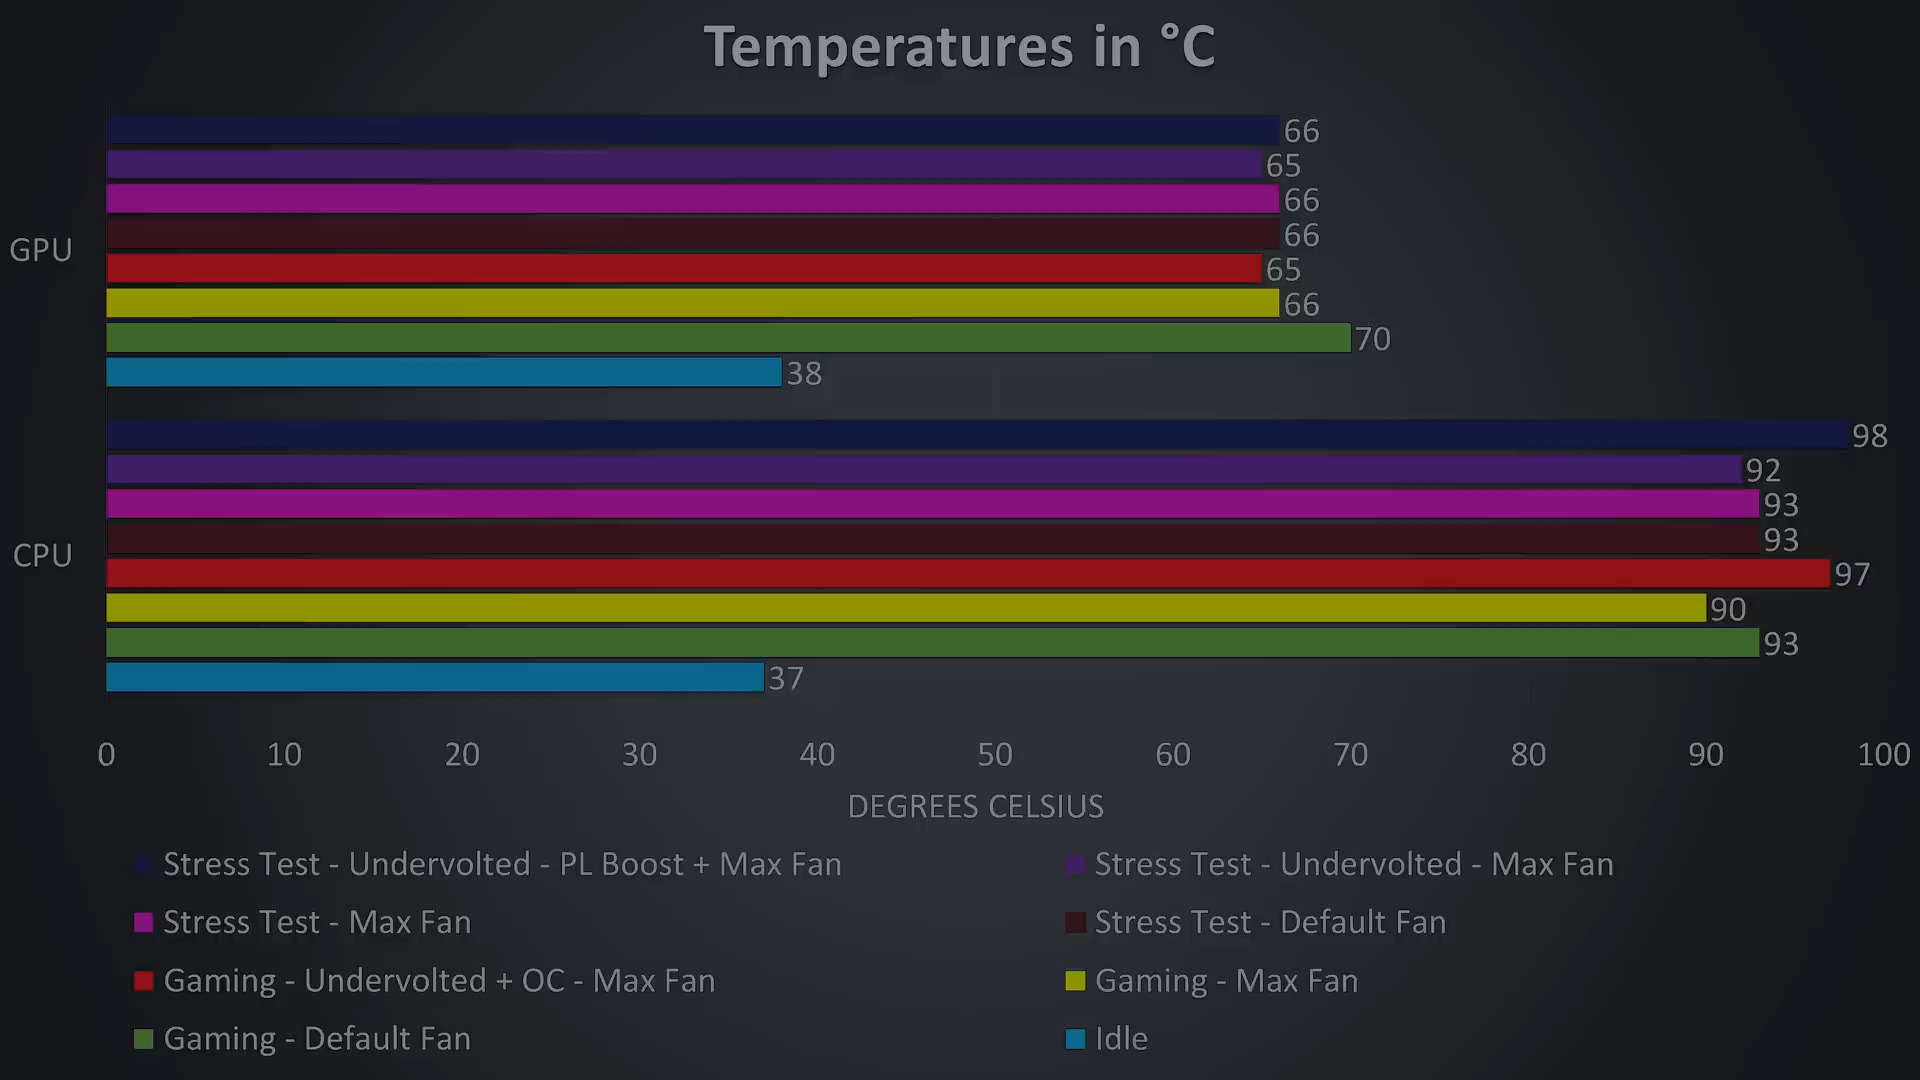 Temperatures in °C
66
65
66
GPU
66
65
66
70
38
98
92
93
CPU
93
97
90
93
37
0 10 20 30 40 50 60 70 80 90 100
DEGREES CELSIUS
Stress Test - Undervolted - PL Boost + Max Fan
Stress Test - Undervolted - Max Fan
Stress Test - Max Fan
Stress Test - Default Fan
Gaming - Undervolted + OC - Max Fan
Gaming - Max Fan
Gaming - Default Fan
Idle